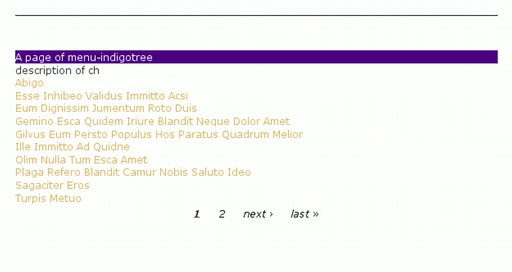 A page of menu-indigotree
description of ch
Abigo
Esse Inhibeo Validus Immitto Acsi
Eum Dignissim Jumentum Roto Duis
Gemino Esca Quidem Iriure Blandit Neque Dolor Amet
Gilvus Eum Persto Populus Hos Paratus Quadrum Melior
Ille Immitto Ad Quidne
Olim Nulla Tum Esca Amet
Plaga Refero Blandit Camur Nobis Saluto Ideo
Sagaciter Eros
Turpis Metuo
1 2 next › last »